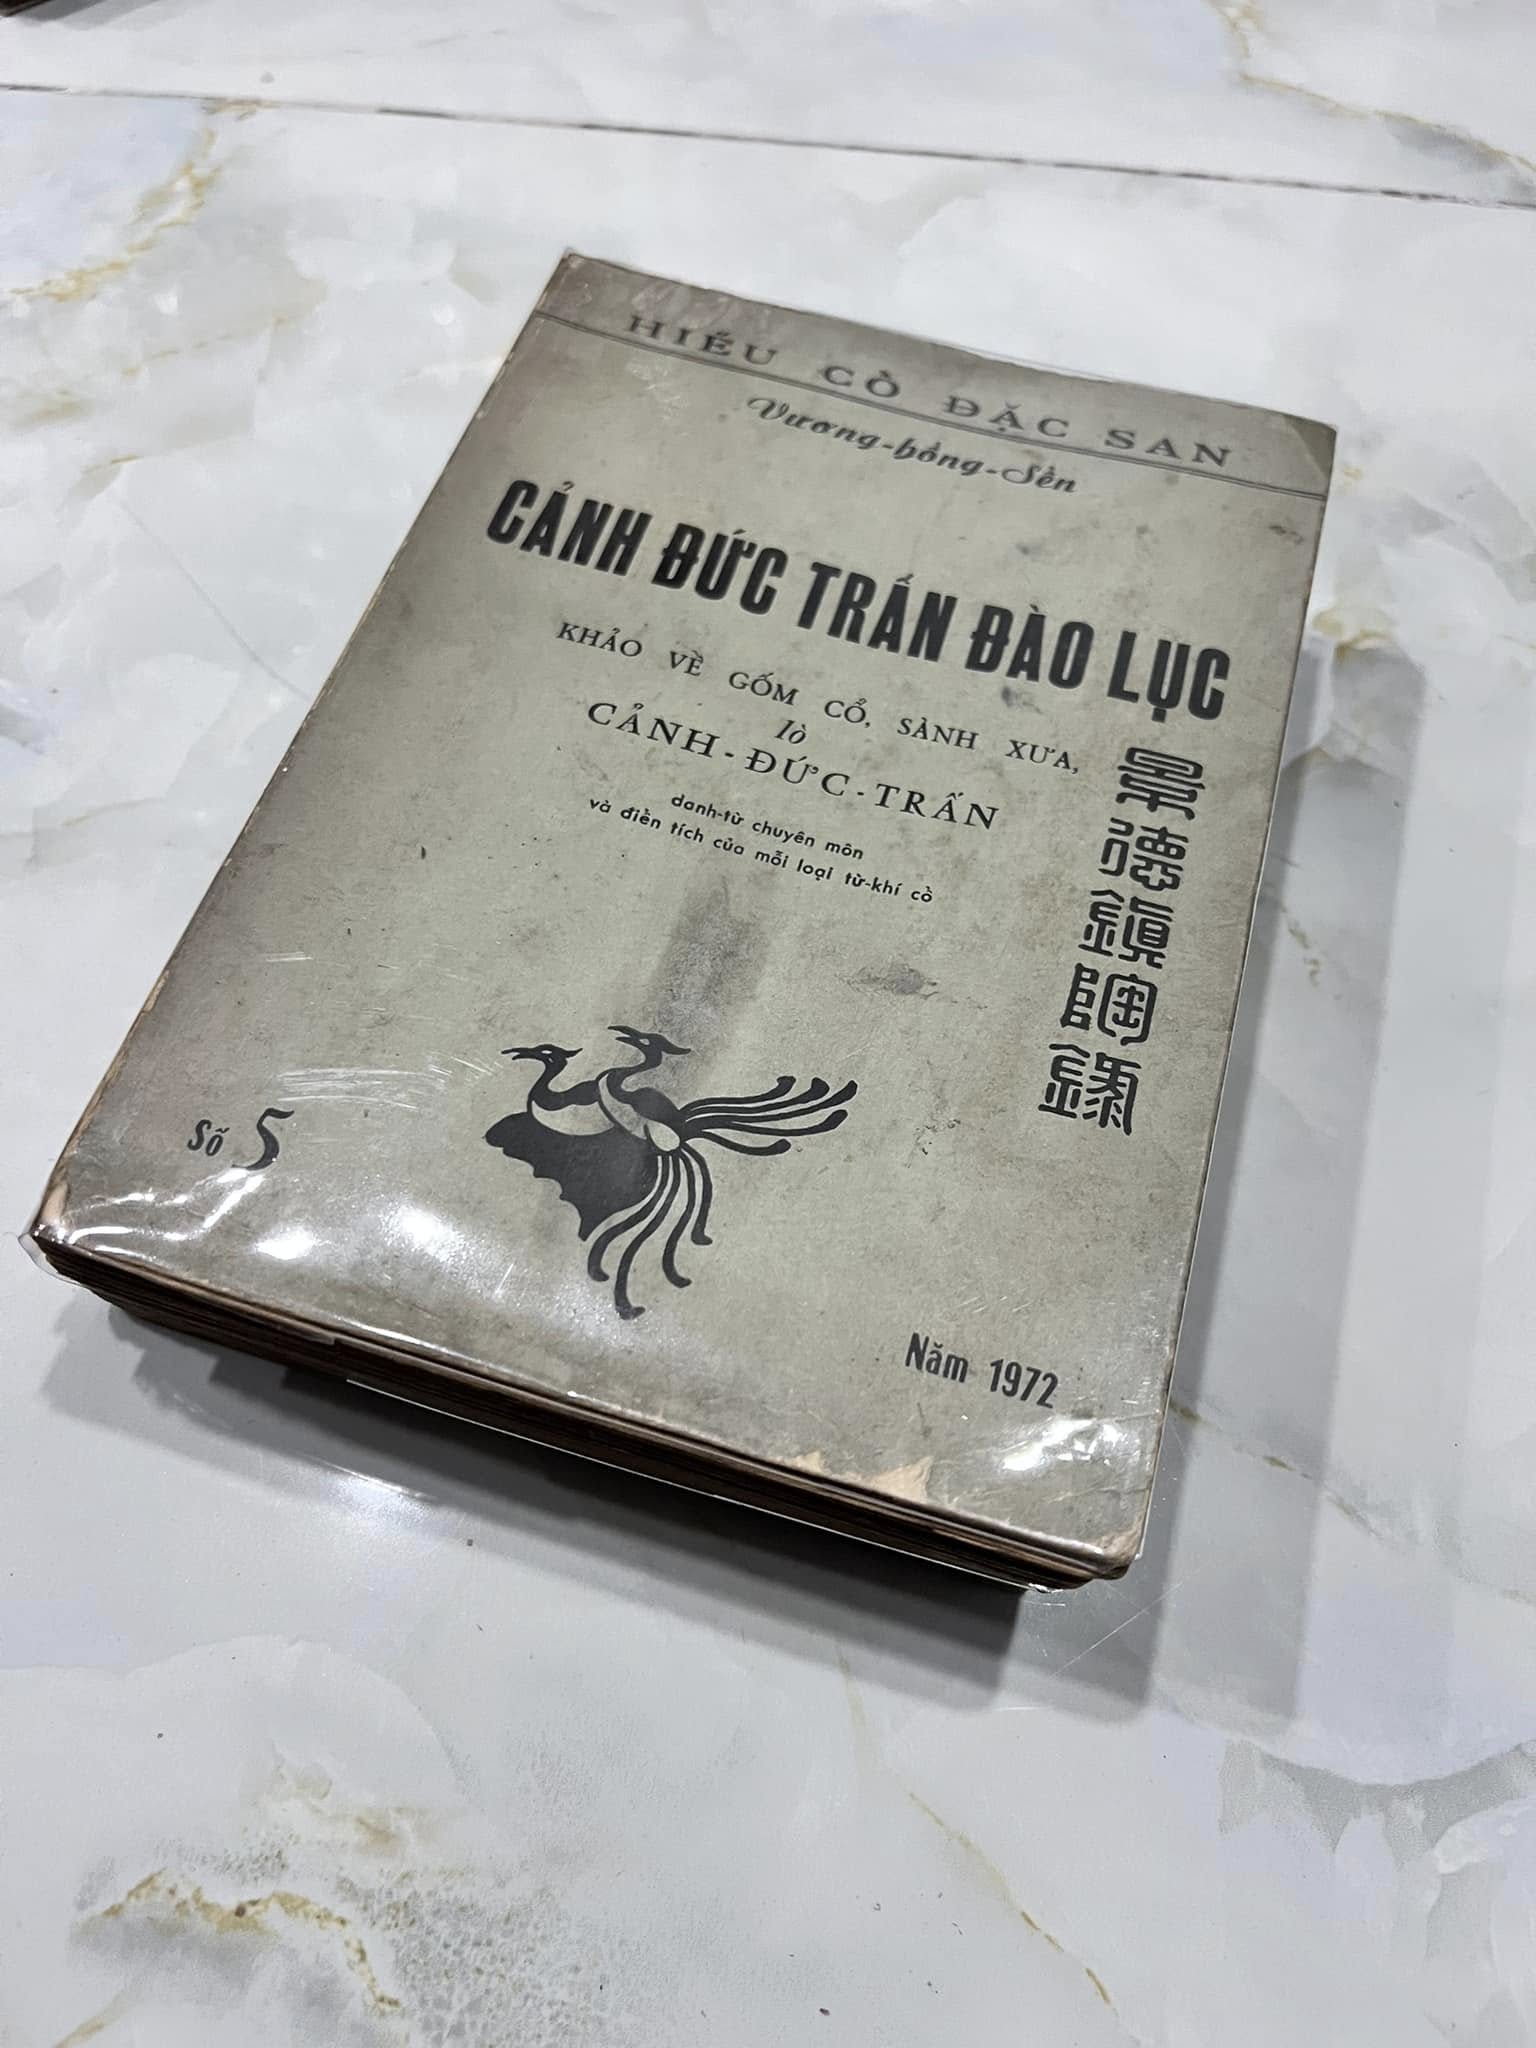 HIẾU CỔ ĐẶC SAN
Vương-hồng-Sển
CẢNH ĐỨC TRẤN ĐÀO LỤC
KHẢO VỀ GỐM CỔ, SÀNH XƯA,
lò
CẢNH-ĐỨC-TRẤN
danh-từ chuyên môn
và điển tích của mỗi loại từ-khí cổ
景德鎮陶錄
Số 5
Năm 1972